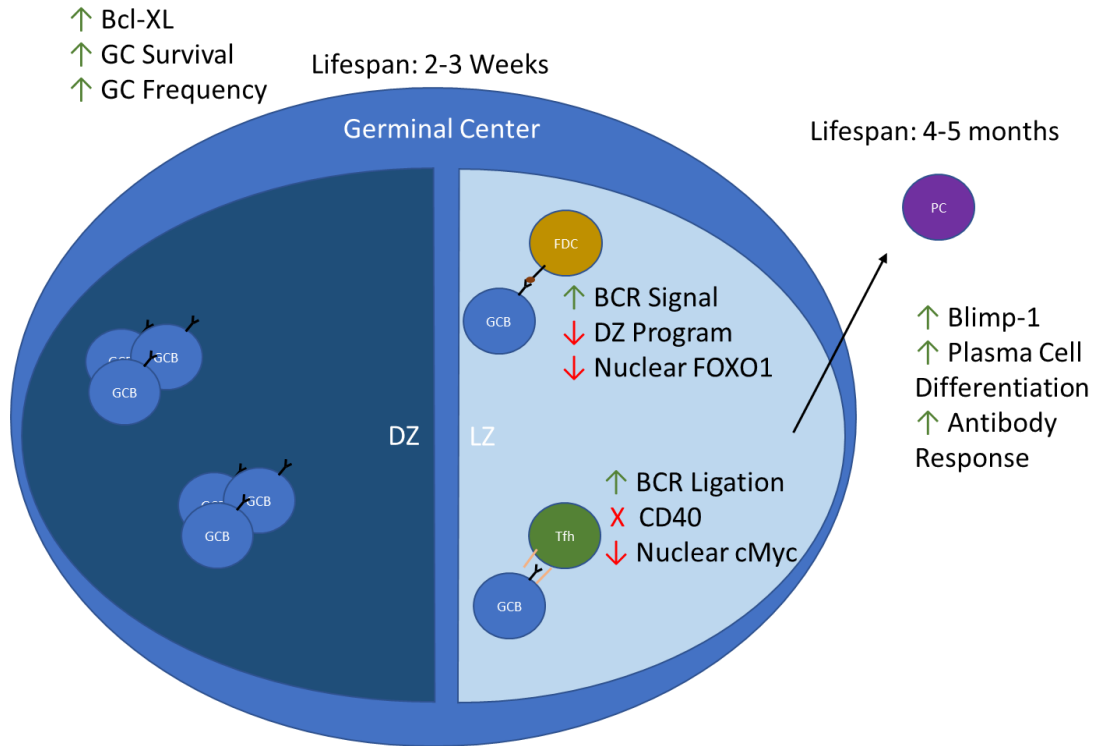 ↑ Bcl-XL
↑ GC Survival
↑ GC Frequency
Lifespan: 2-3 Weeks
Germinal Center
Lifespan: 4-5 months
PC
FDC
GCB
↑ BCR Signal
↓ DZ Program
↓ Nuclear FOXO1
GCB
GCB
GCB
↑ Blimp-1
↑ Plasma Cell
Differentiation
↑ Antibody
Response
DZ
LZ
↑ BCR Ligation
X CD40
↓ Nuclear cMyc
Tfh
GCB
GCB
GCB
GCB